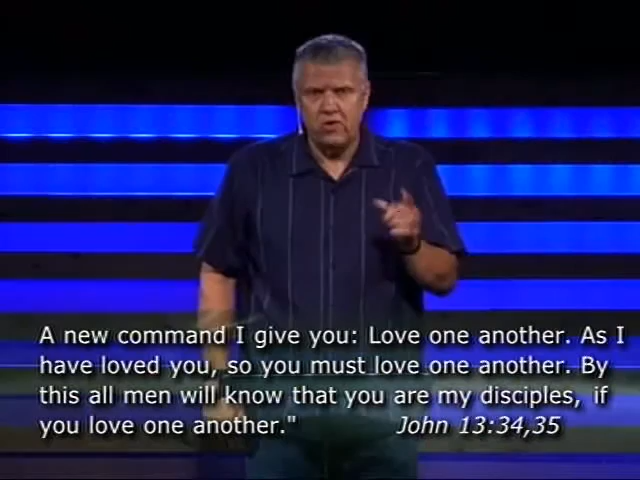 A new command I give you: Love one another. As I
have loved you, so you must love one another. By
this all men will know that you are my disciples, if
you love one another." John 13:34,35